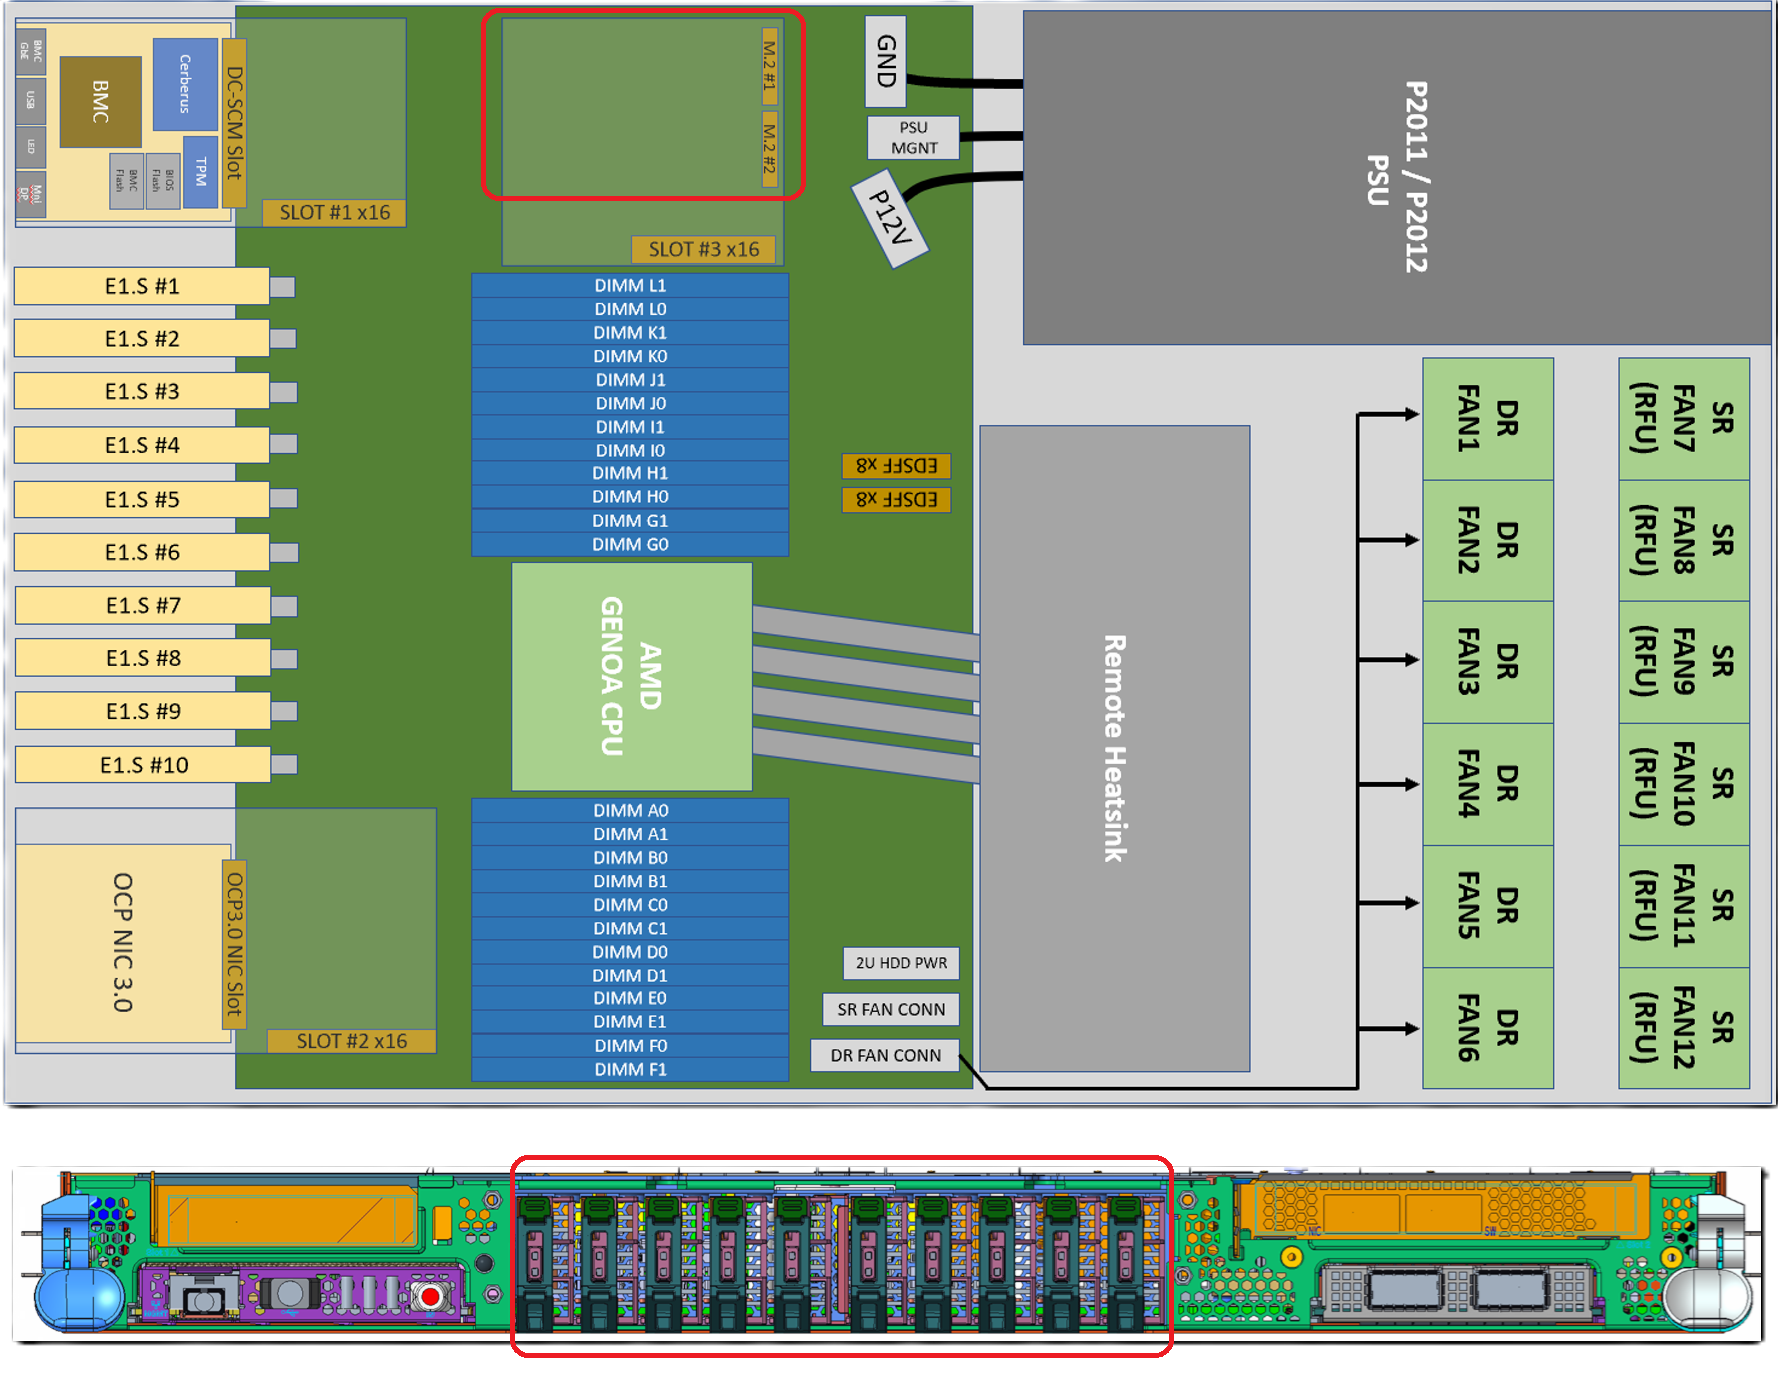 BMC
GbE
USB
LED
Mni
DP
BMC
Cerberus
TPM
BMC
Flash
BIOS
Flash
DC-SCM Slot
SLOT #1 x16
M.2 #1
M.2 #2
SLOT #3 x16
GND
PSU
MGNT
P12V
P2011 / P2012
PSU
E1.S #1
E1.S #2
E1.S #3
E1.S #4
E1.S #5
E1.S #6
E1.S #7
E1.S #8
E1.S #9
E1.S #10
DIMM L1
DIMM L0
DIMM K1
DIMM K0
DIMM J1
DIMM J0
DIMM I1
DIMM I0
DIMM H1
DIMM H0
DIMM G1
DIMM G0
EDSFF x8
EDSFF x8
AMD
GENOA CPU
Remote Heatsink
DIMM A0
DIMM A1
DIMM B0
DIMM B1
DIMM C0
DIMM C1
DIMM D0
DIMM D1
DIMM E0
DIMM E1
DIMM F0
DIMM F1
OCP NIC 3.0
OCP3.0 NIC Slot
SLOT #2 x16
2U HDD PWR
SR FAN CONN
DR FAN CONN
DR
FAN1
DR
FAN2
DR
FAN3
DR
FAN4
DR
FAN5
DR
FAN6
SR
FAN7
(RFU)
SR
FAN8
(RFU)
SR
FAN9
(RFU)
SR
FAN10
(RFU)
SR
FAN11
(RFU)
SR
FAN12
(RFU)
NIC